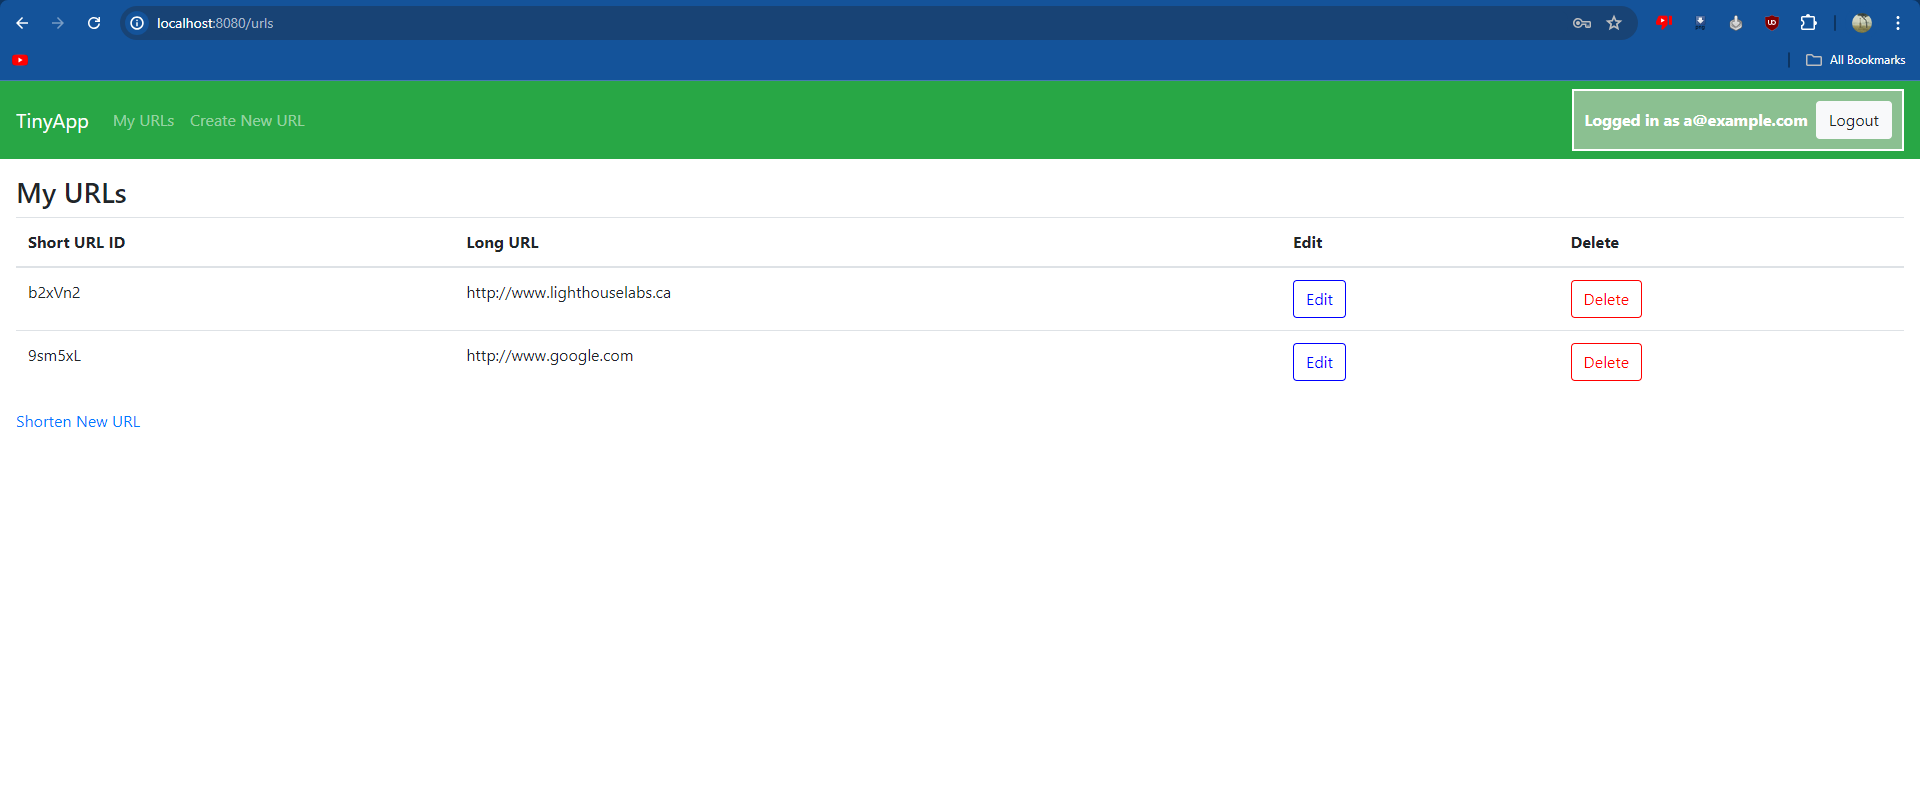 localhost:8080/urls
All Bookmarks
TinyApp My URLs Create New URL Logged in as a@example.com Logout
My URLs
Short URL ID Long URL Edit Delete
b2xVn2 http://www.lighthouselabs.ca Edit Delete
9sm5xL http://www.google.com Edit Delete
Shorten New URL